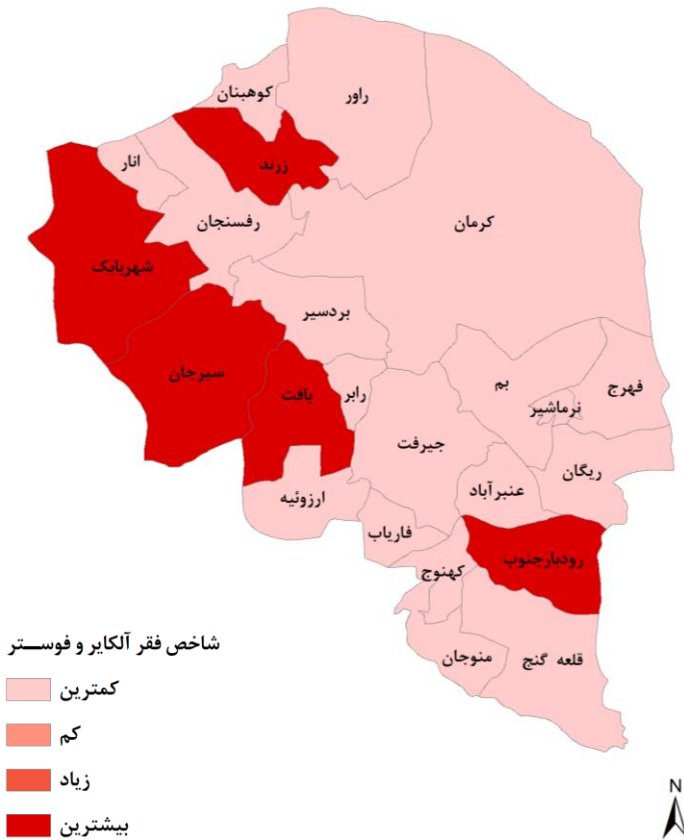 کوهبنان
راور
زرند
انار
رفسنجان
کرمان
شهربابک
بردسیر
سیرجان
بافت
رابر
بم
فهرج
نرماشیر
جیرفت
ریگان
عنبرآباد
ارزوئیه
فاریاب
رودبارجنوب
کهنوج
منوجان
قلعه گنج
شاخص فقر آلکایر و فوســتر
کمترین
کم
زیاد
بیشترین
N